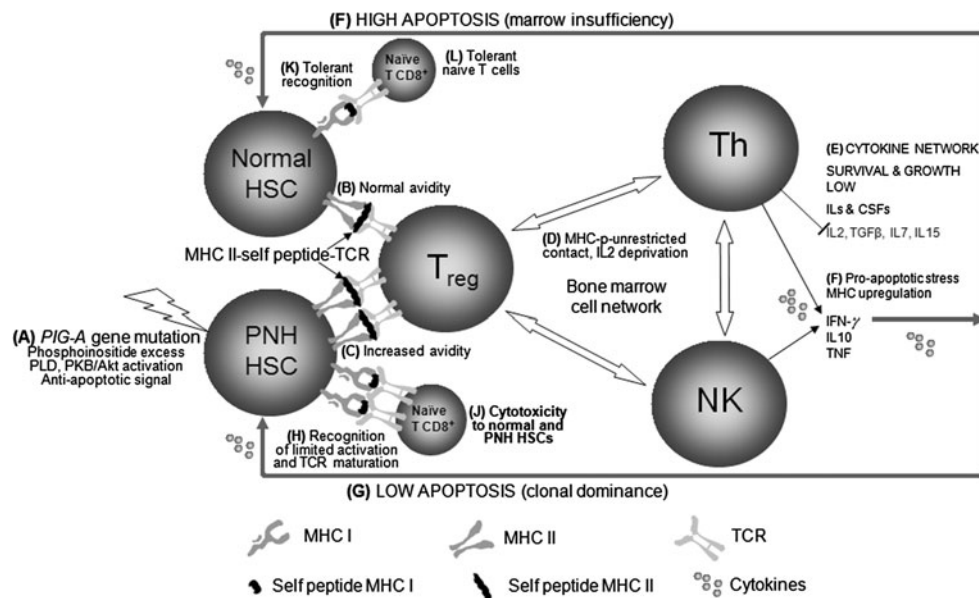 (F) HIGH APOPTOSIS (marrow insufficiency)
(K) Tolerant
recognition
Naïve
T CD8+
(L) Tolerant
naive T cells
Normal
HSC
(B) Normal avidity
MHC II-self peptide-TCR
Treg
Th
(D) MHC-p-unrestricted
contact, IL2 deprivation
Bone marrow
cell network
(E) CYTOKINE NETWORK
SURVIVAL & GROWTH
LOW
ILs & CSFs
IL2, TGFβ, IL7, IL15
(F) Pro-apoptotic stress
MHC upregulation
IFN-γ
IL10
TNF
NK
(A) PIG-A gene mutation
Phosphoinositide excess
PLD, PKB/Akt activation
Anti-apoptotic signal
PNH
HSC
(C) Increased avidity
Naïve
T CD8+
(J) Cytotoxicity
to normal and
PNH HSCs
(H) Recognition
of limited activation
and TCR maturation
(G) LOW APOPTOSIS (clonal dominance)
MHC I
MHC II
TCR
Self peptide MHC I
Self peptide MHC II
Cytokines